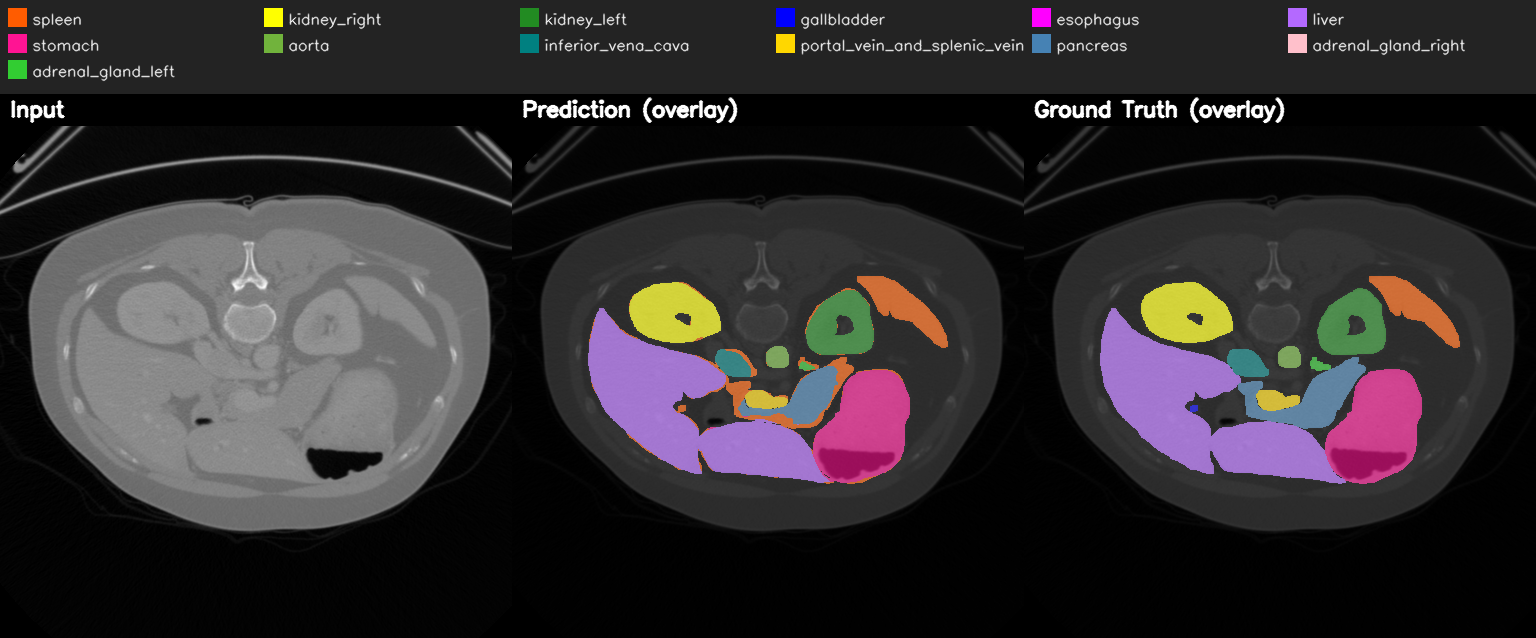 spleen kidney_right kidney_left gallbladder esophagus liver
stomach aorta inferior_vena_cava portal_vein_and_splenic_vein pancreas adrenal_gland_right
adrenal_gland_left
Input Prediction (overlay) Ground Truth (overlay)